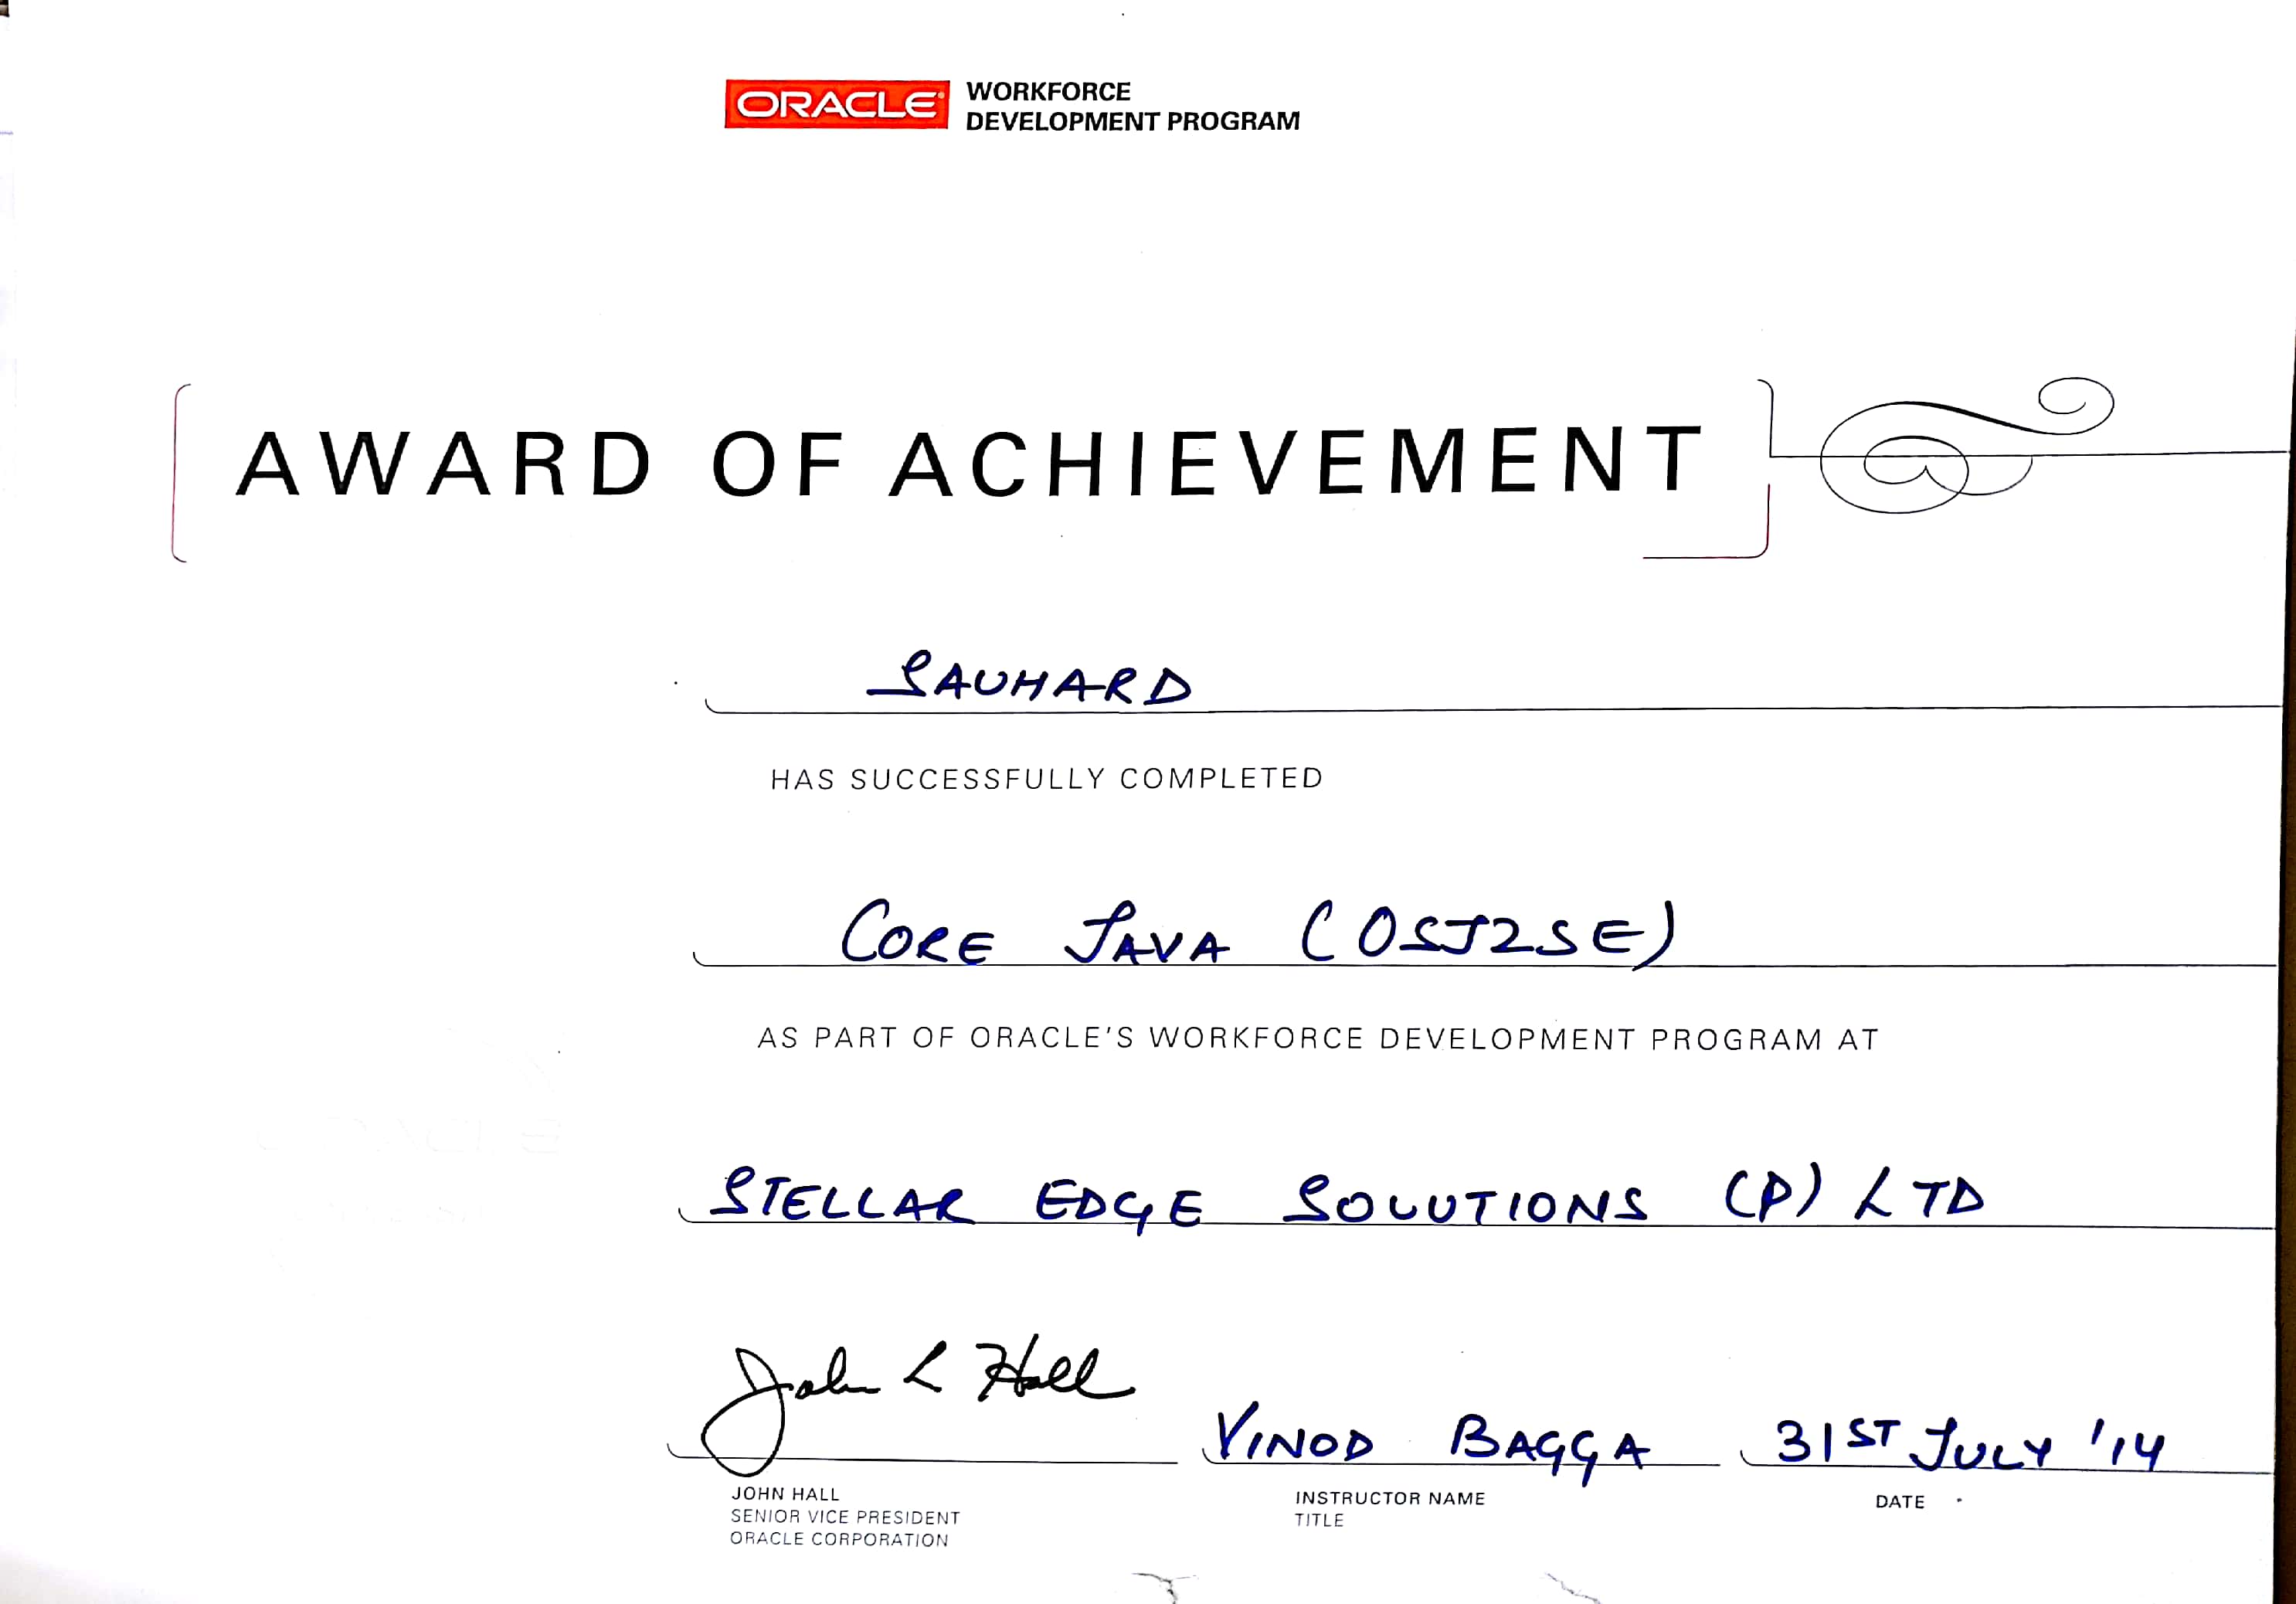 ORACLE WORKFORCE
DEVELOPMENT PROGRAM
AWARD OF ACHIEVEMENT
SAUHARD
HAS SUCCESSFULLY COMPLETED
CORE JAVA (OSJ2SE)
AS PART OF ORACLE'S WORKFORCE DEVELOPMENT PROGRAM AT
STELLAR EDGE SOLUTIONS (P) LTD
John L Hall
VINOD BAGGA
31ST JULY '14
JOHN HALL
SENIOR VICE PRESIDENT
ORACLE CORPORATION
INSTRUCTOR NAME
TITLE
DATE